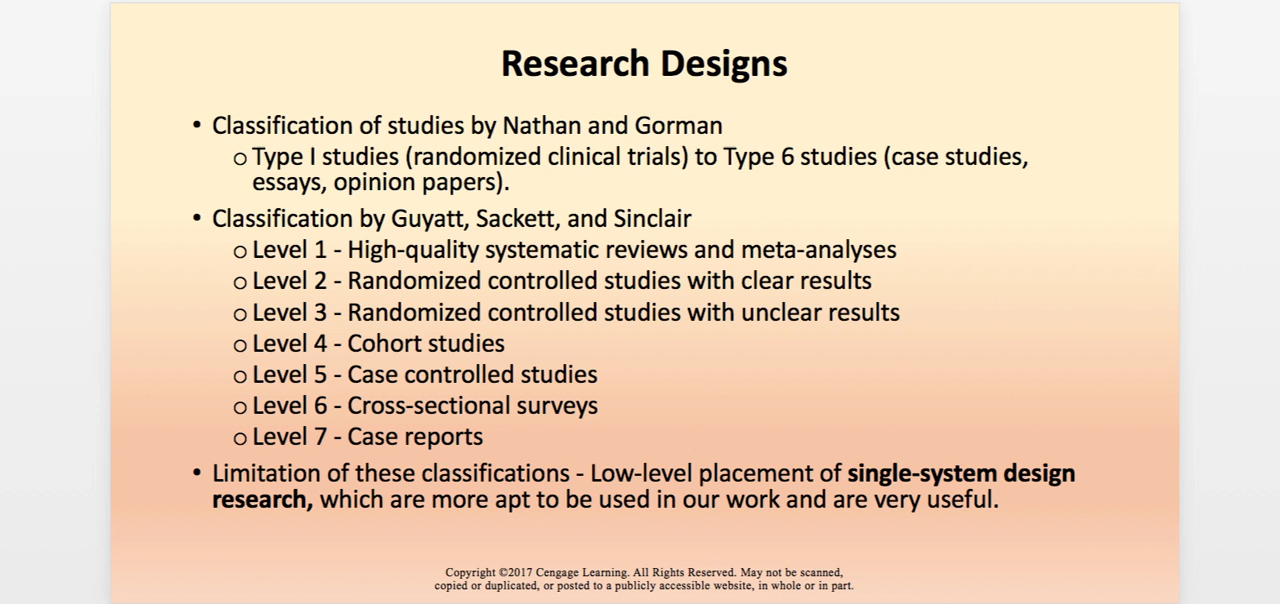 Research Designs
• Classification of studies by Nathan and Gorman
o Type I studies (randomized clinical trials) to Type 6 studies (case studies,
essays, opinion papers).
• Classification by Guyatt, Sackett, and Sinclair
o Level 1 - High-quality systematic reviews and meta-analyses
o Level 2 - Randomized controlled studies with clear results
o Level 3 - Randomized controlled studies with unclear results
o Level 4 - Cohort studies
o Level 5 - Case controlled studies
o Level 6 - Cross-sectional surveys
o Level 7 - Case reports
• Limitation of these classifications - Low-level placement of single-system design
research, which are more apt to be used in our work and are very useful.
Copyright ©2017 Cengage Learning. All Rights Reserved. May not be scanned,
copied or duplicated, or posted to a publicly accessible website, in whole or in part.